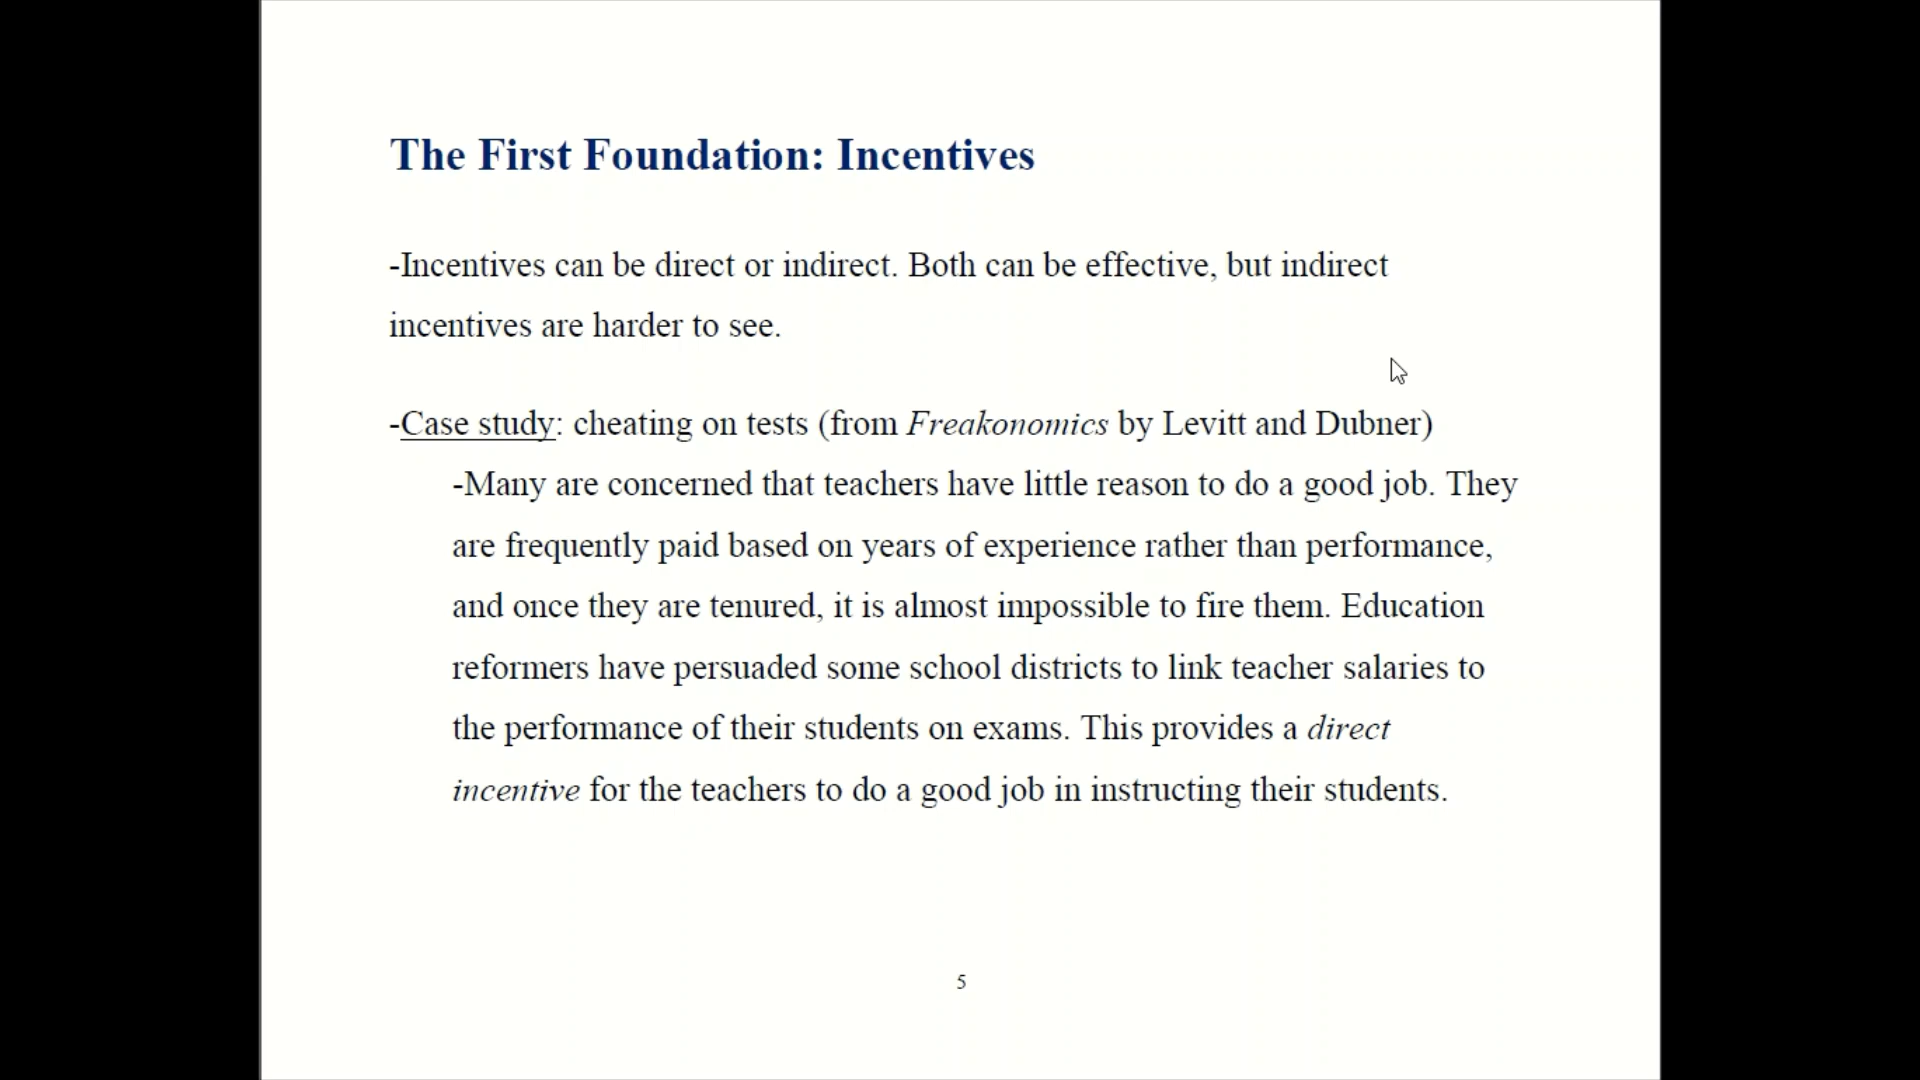 The First Foundation: Incentives
-Incentives can be direct or indirect. Both can be effective, but indirect
incentives are harder to see.
-Case study: cheating on tests (from Freakonomics by Levitt and Dubner)
-Many are concerned that teachers have little reason to do a good job. They
are frequently paid based on years of experience rather than performance,
and once they are tenured, it is almost impossible to fire them. Education
reformers have persuaded some school districts to link teacher salaries to
the performance of their students on exams. This provides a direct
incentive for the teachers to do a good job in instructing their students.
5